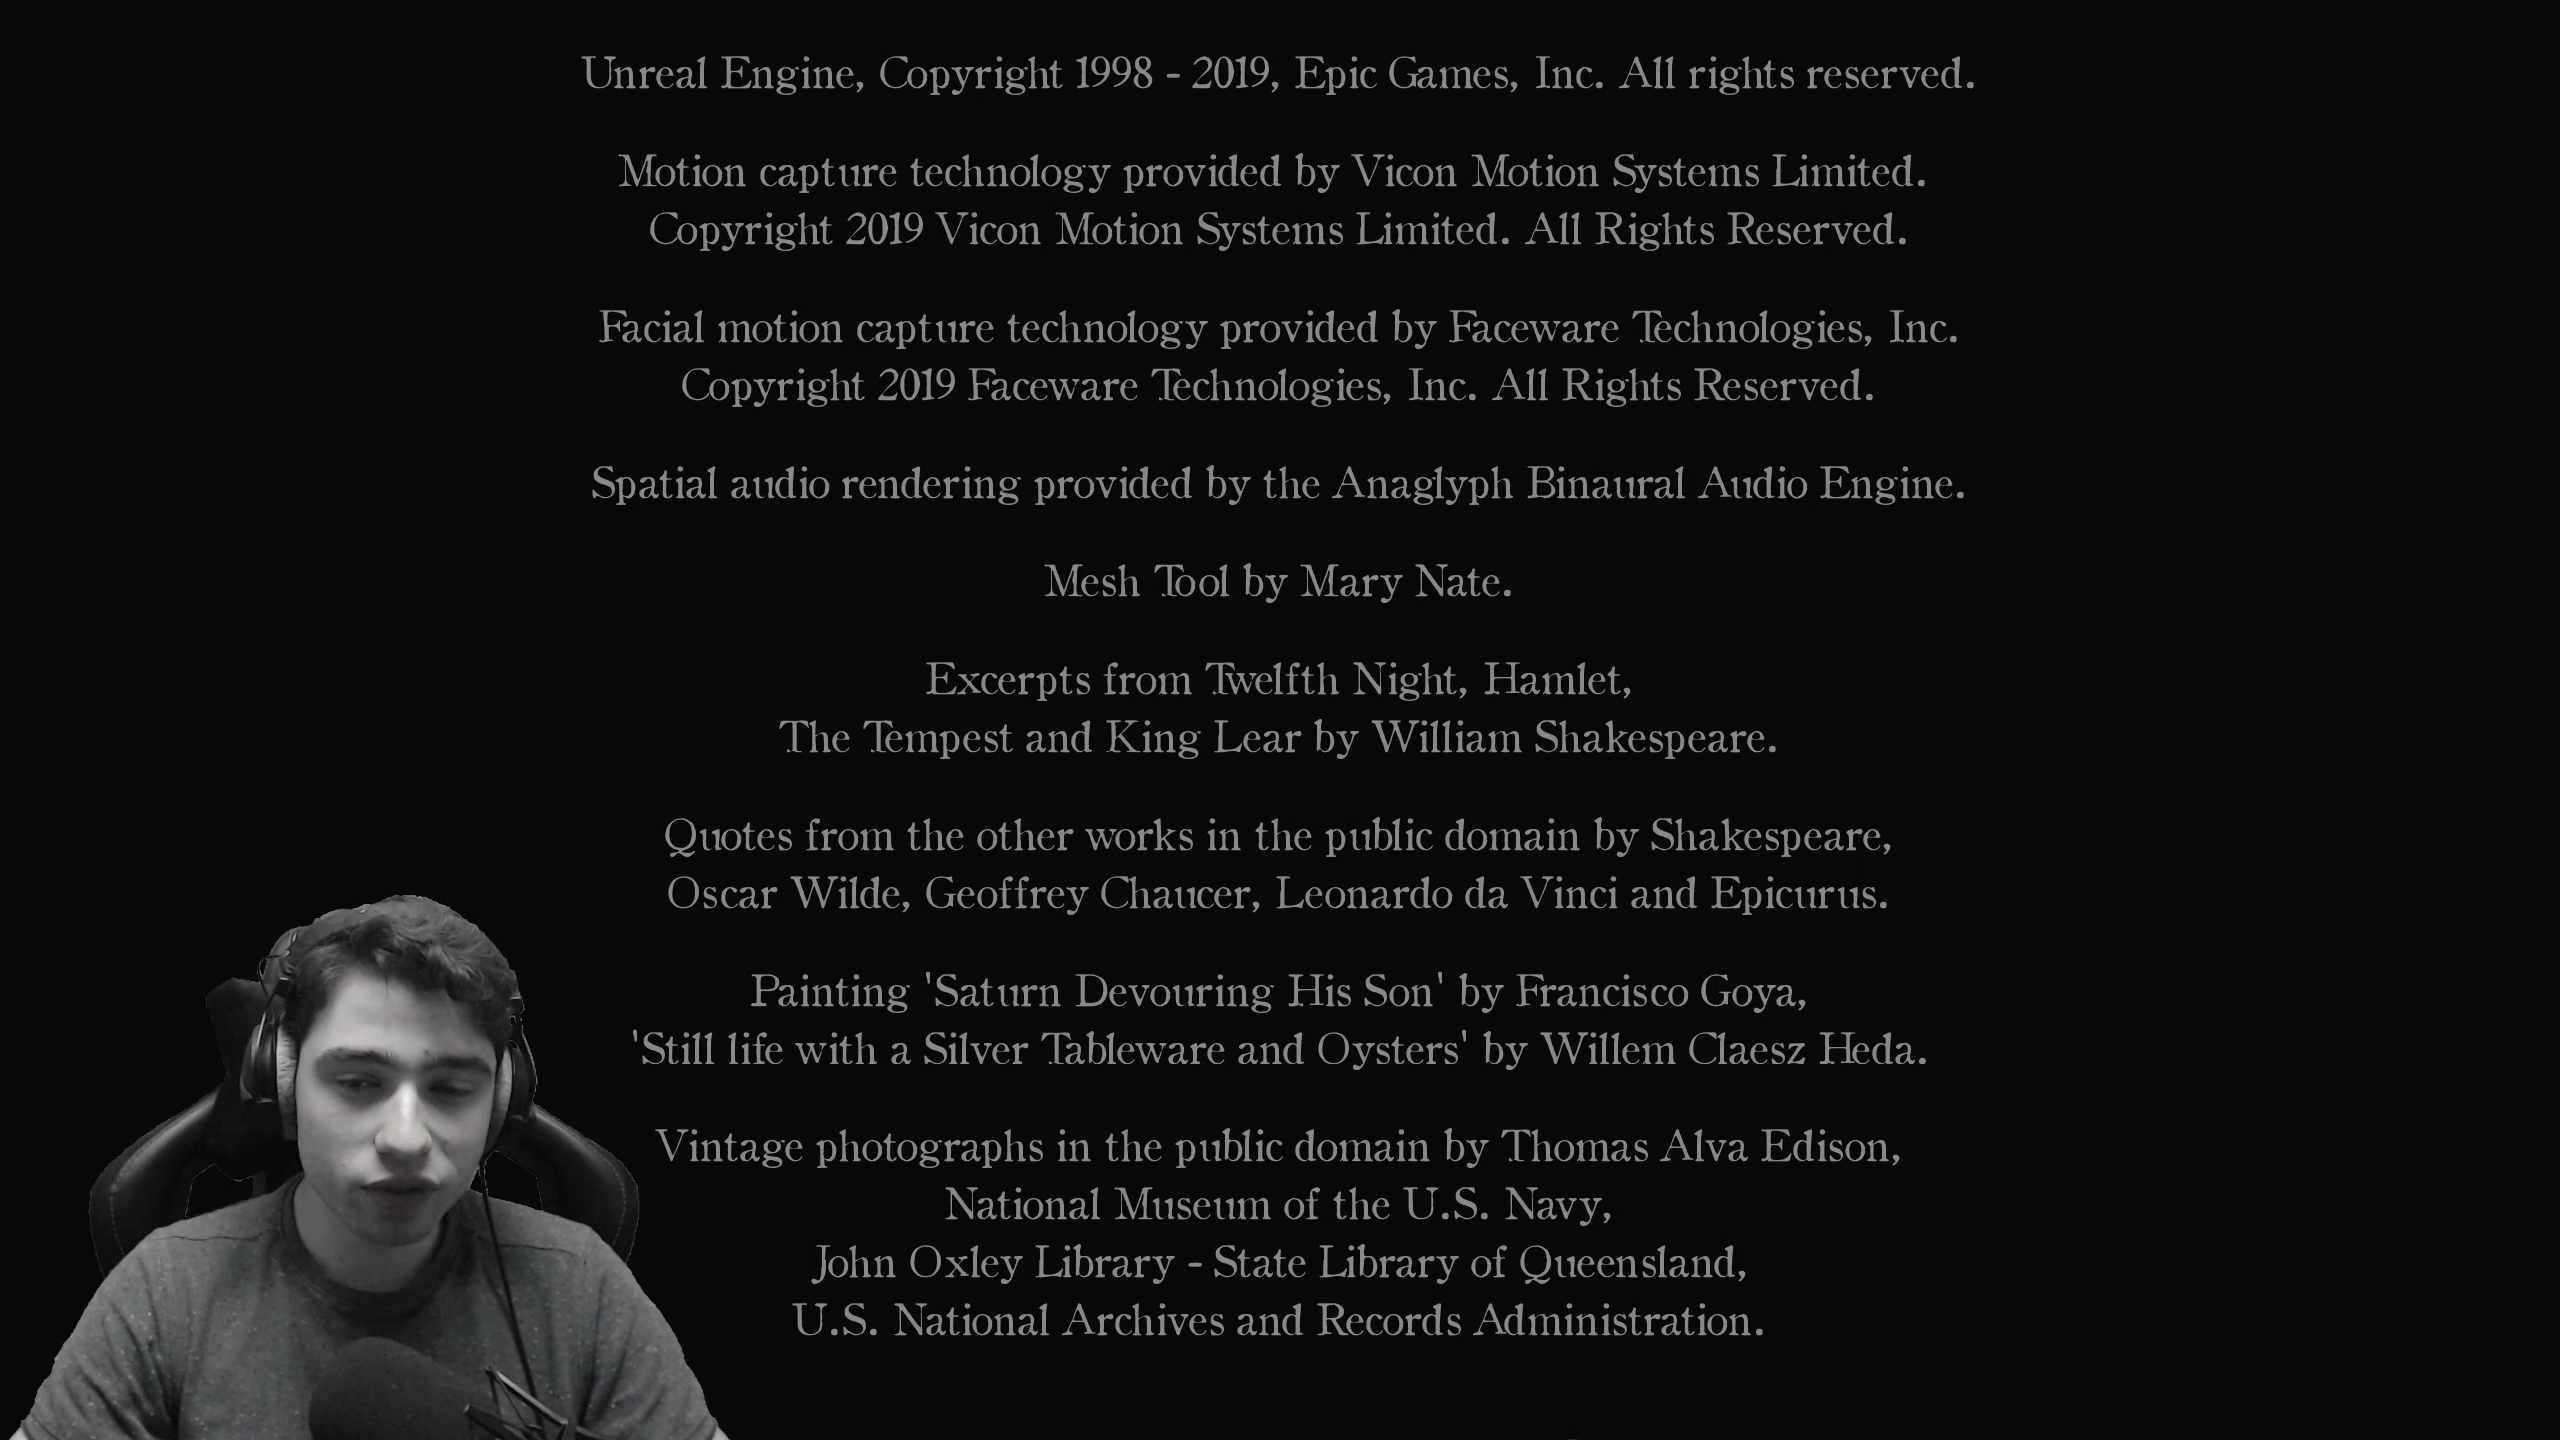 Unreal Engine, Copyright 1998 - 2019, Epic Games, Inc. All rights reserved.
Motion capture technology provided by Vicon Motion Systems Limited.
Copyright 2019 Vicon Motion Systems Limited. All Rights Reserved.
Facial motion capture technology provided by Faceware Technologies, Inc.
Copyright 2019 Faceware Technologies, Inc. All Rights Reserved.
Spatial audio rendering provided by the Anaglyph Binaural Audio Engine.
Mesh Tool by Mary Nate.
Excerpts from Twelfth Night, Hamlet,
The Tempest and King Lear by William Shakespeare.
Quotes from the other works in the public domain by Shakespeare,
Oscar Wilde, Geoffrey Chaucer, Leonardo da Vinci and Epicurus.
Painting 'Saturn Devouring His Son' by Francisco Goya,
'Still life with a Silver Tableware and Oysters' by Willem Claesz Heda.
Vintage photographs in the public domain by Thomas Alva Edison,
National Museum of the U.S. Navy,
John Oxley Library - State Library of Queensland,
U.S. National Archives and Records Administration.